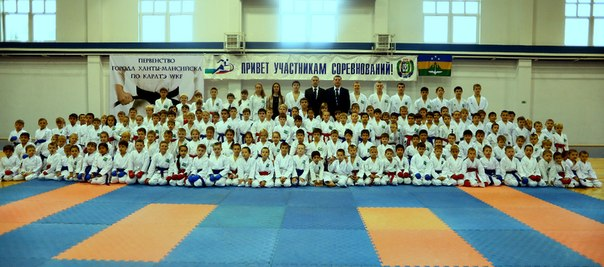 ПЕРВЕНСТВО
ГОРОДА ХАНТЫ-МАНСИЙСКА
ПО КАРАТЭ WKF
ПРИВЕТ УЧАСТНИКАМ СОРЕВНОВАНИЙ!